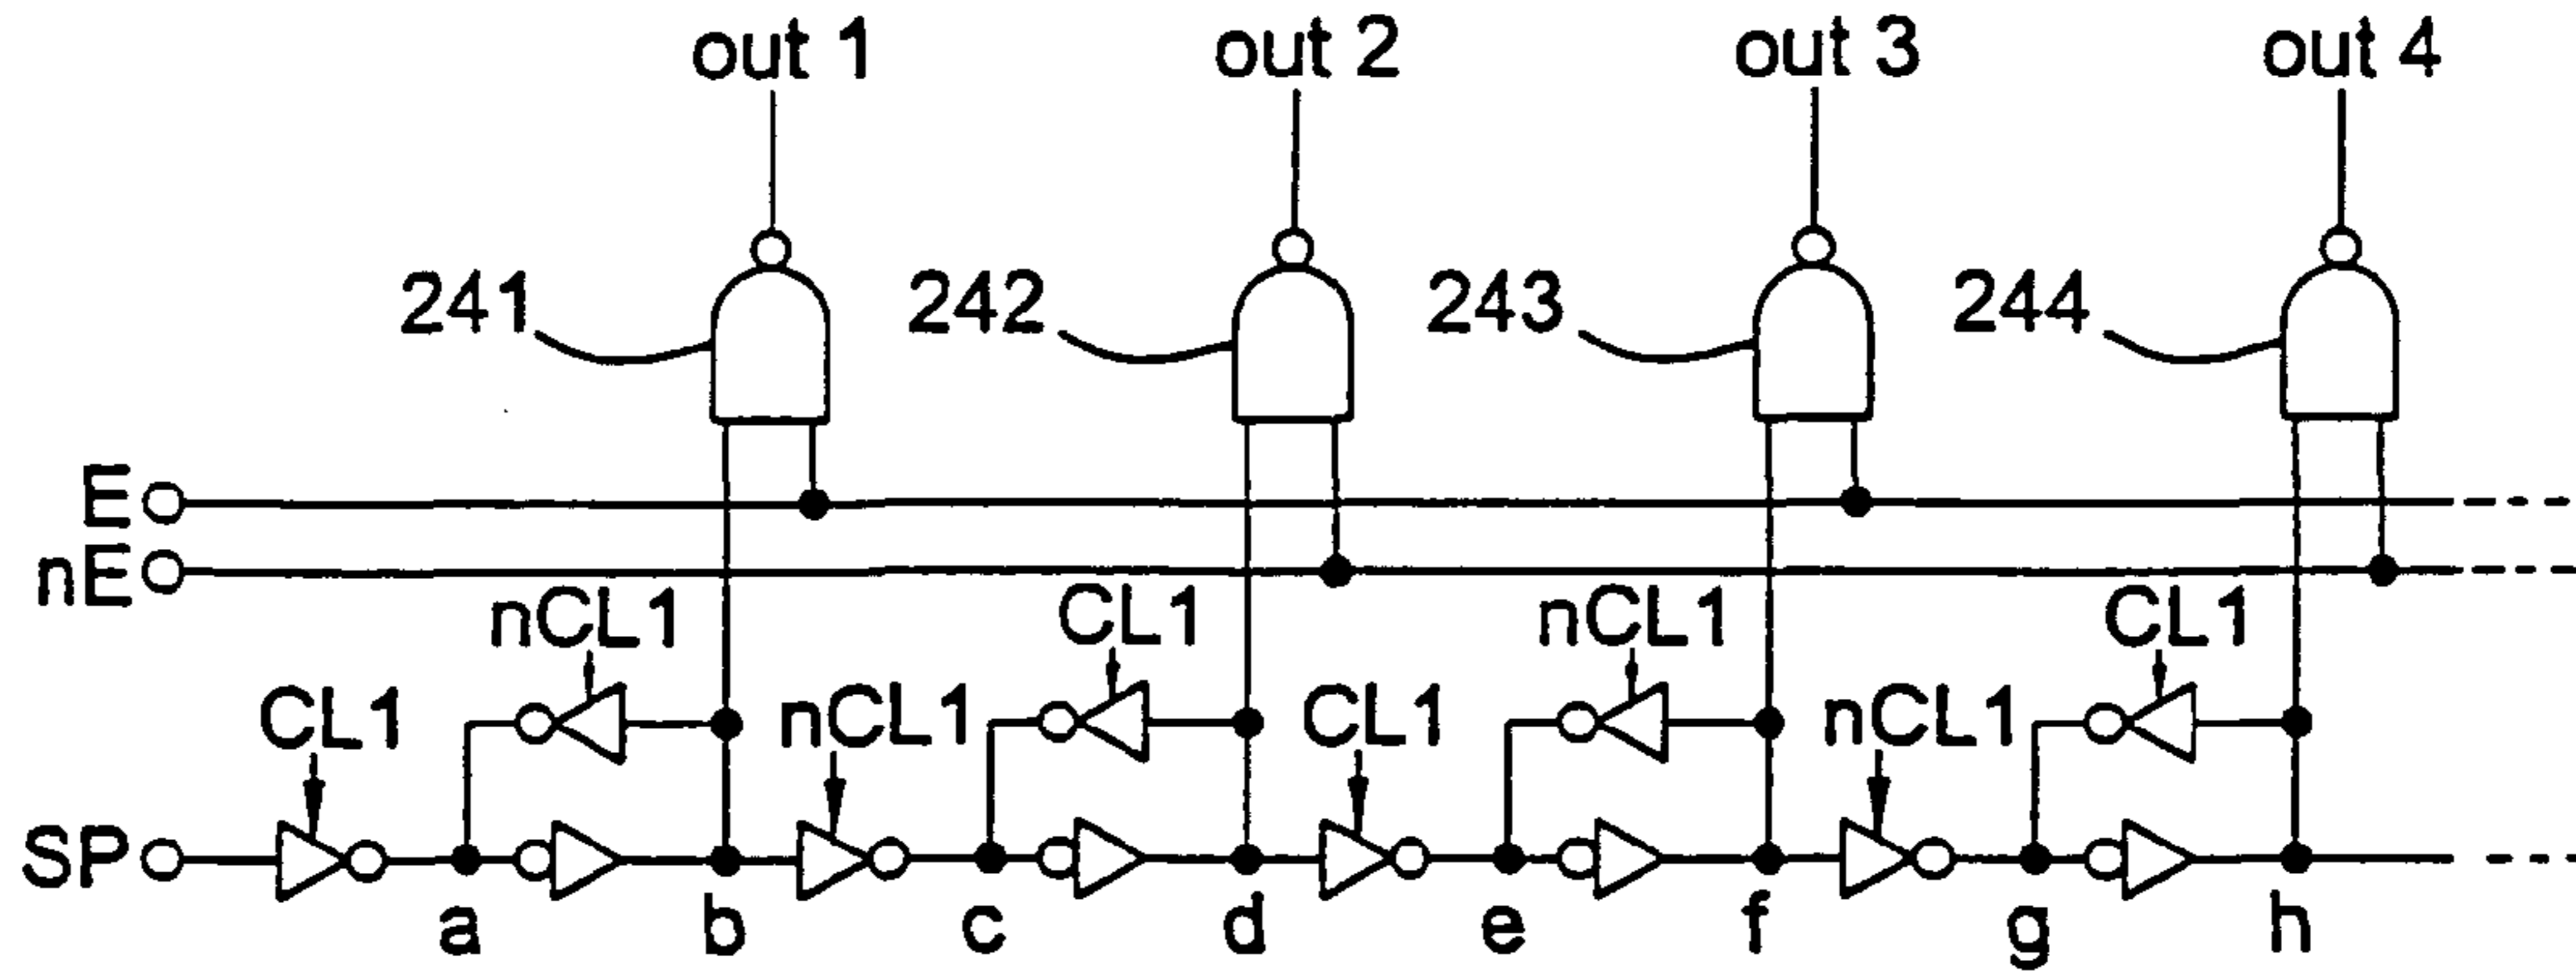 out 1 out 2 out 3 out 4
241 242 243 244
E
nE
nCL1 CL1 nCL1 CL1
CL1 nCL1 CL1 nCL1
SP
a b c d e f g h